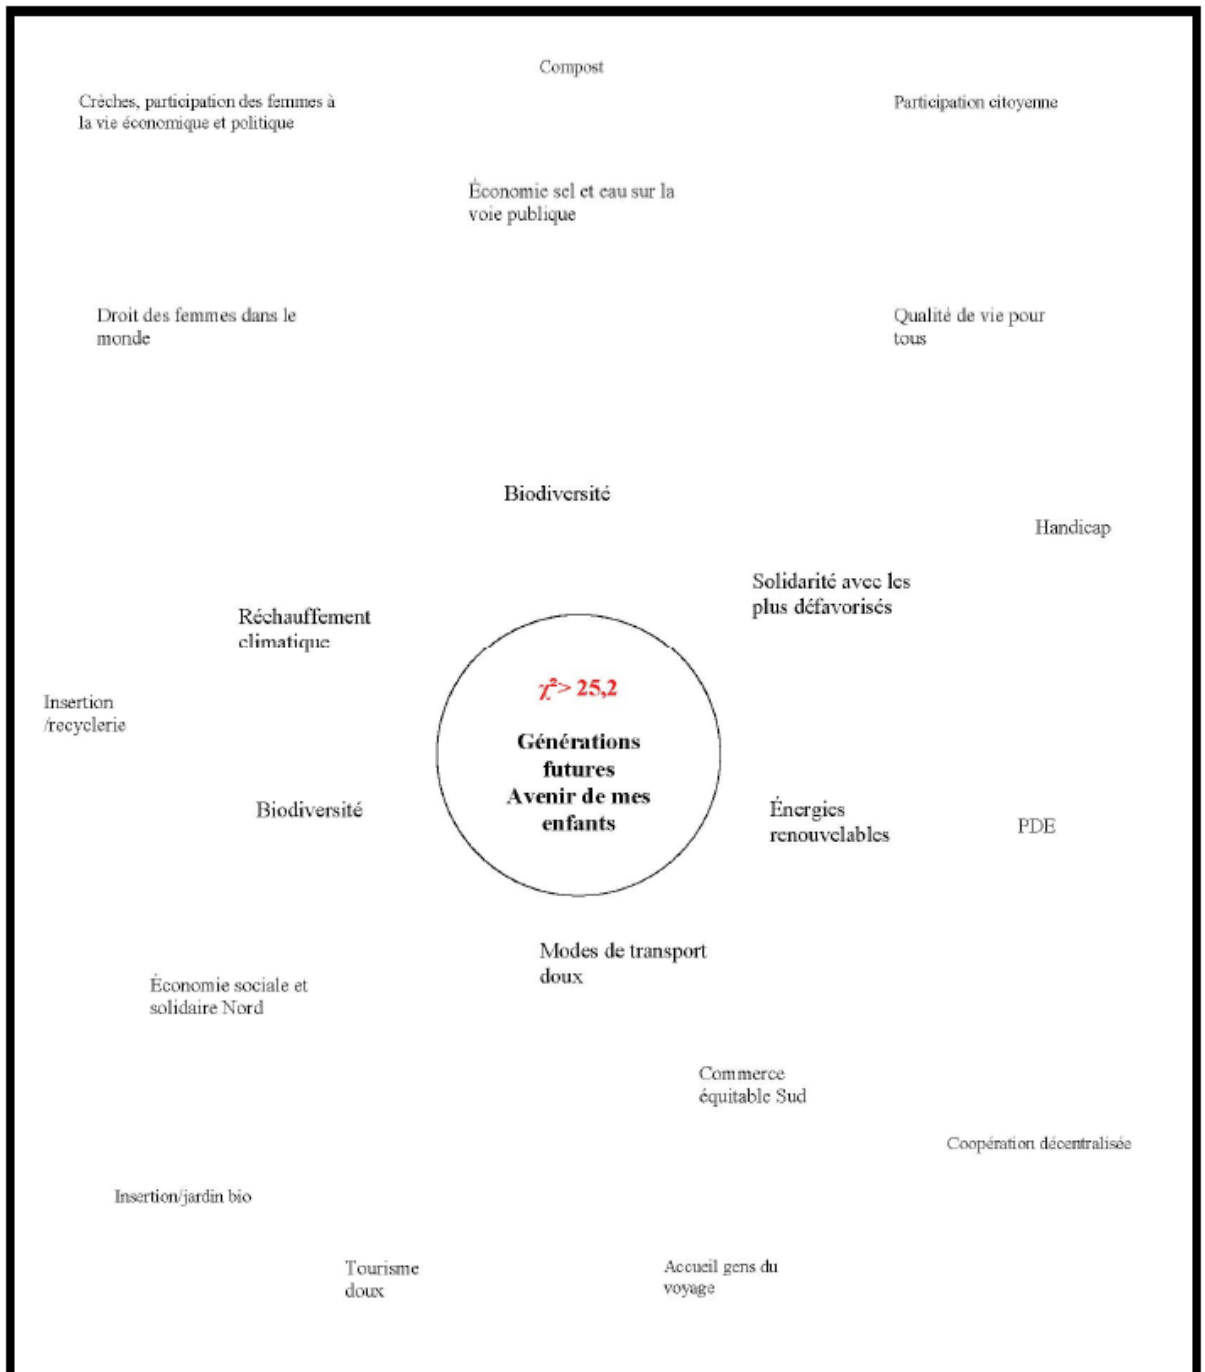 Compost
Crèches, participation des femmes à
la vie économique et politique
Participation citoyenne
Économie sel et eau sur la
voie publique
Droit des femmes dans le
monde
Qualité de vie pour
tous
Biodiversité
Handicap
Solidarité avec les
plus défavorisés
Réchauffement
climatique
χ²> 25,2
Insertion
/recyclerie
Générations
futures
Avenir de mes
enfants
Biodiversité
Énergies
renouvelables
PDE
Modes de transport
doux
Économie sociale et
solidaire Nord
Commerce
équitable Sud
Coopération décentralisée
Insertion/jardin bio
Tourisme
doux
Accueil gens du
voyage